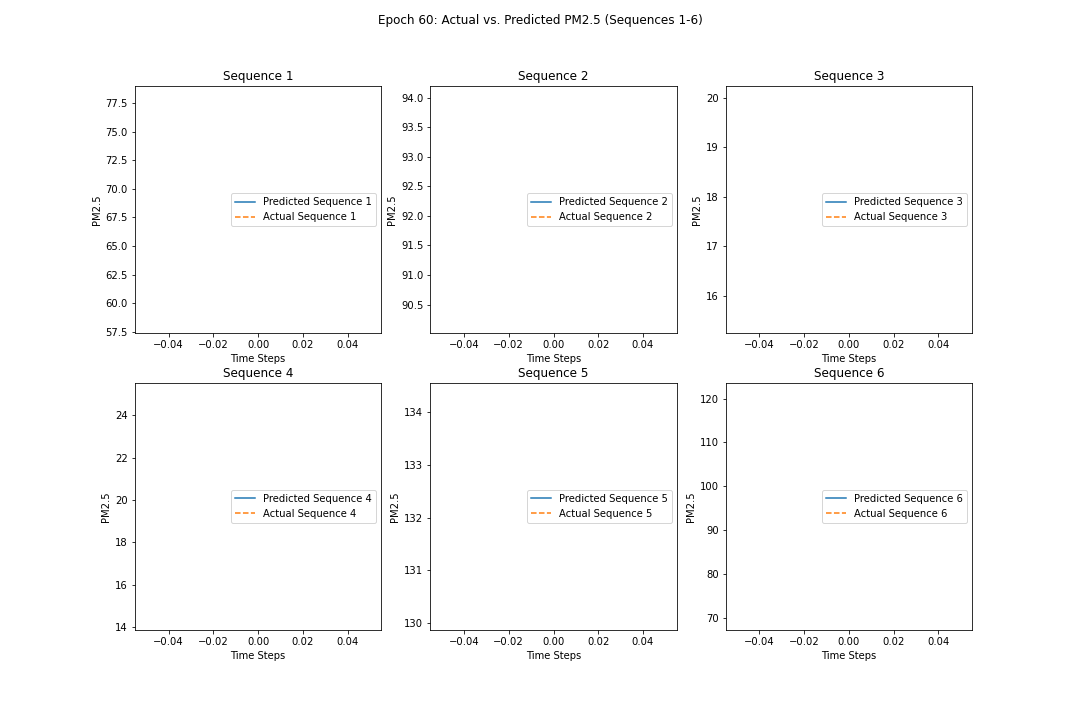 Epoch 60: Actual vs. Predicted PM2.5 (Sequences 1-6)
Sequence 1
77.5
75.0
72.5
70.0
67.5
65.0
62.5
60.0
57.5
PM2.5
Predicted Sequence 1
Actual Sequence 1
−0.04 −0.02 0.00 0.02 0.04
Time Steps
Sequence 2
94.0
93.5
93.0
92.5
92.0
91.5
91.0
90.5
PM2.5
Predicted Sequence 2
Actual Sequence 2
−0.04 −0.02 0.00 0.02 0.04
Time Steps
Sequence 3
20
19
18
17
16
PM2.5
Predicted Sequence 3
Actual Sequence 3
−0.04 −0.02 0.00 0.02 0.04
Time Steps
Sequence 4
24
22
20
18
16
14
PM2.5
Predicted Sequence 4
Actual Sequence 4
−0.04 −0.02 0.00 0.02 0.04
Time Steps
Sequence 5
134
133
132
131
130
PM2.5
Predicted Sequence 5
Actual Sequence 5
−0.04 −0.02 0.00 0.02 0.04
Time Steps
Sequence 6
120
110
100
90
80
70
PM2.5
Predicted Sequence 6
Actual Sequence 6
−0.04 −0.02 0.00 0.02 0.04
Time Steps